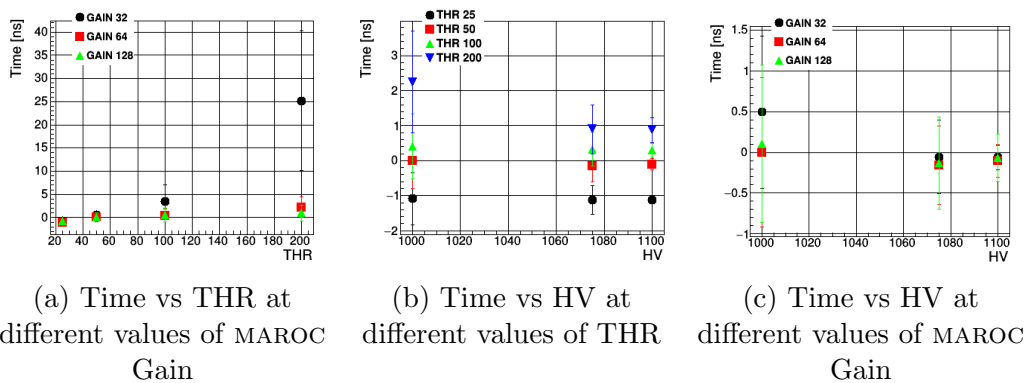 GAIN 32
GAIN 64
GAIN 128
Time [ns]
40
35
30
25
20
15
10
5
0
20 40 60 80 100 120 140 160 180 200
THR
THR 25
THR 50
THR 100
THR 200
Time [ns]
3
2
1
0
−1
−2
1000 1020 1040 1060 1080 1100
HV
GAIN 32
GAIN 64
GAIN 128
Time [ns]
1.5
1
0.5
0
−0.5
−1
1000 1020 1040 1060 1080 1100
HV
(a) Time vs THR at
different values of MAROC
Gain
(b) Time vs HV at
different values of THR
(c) Time vs HV at
different values of MAROC
Gain